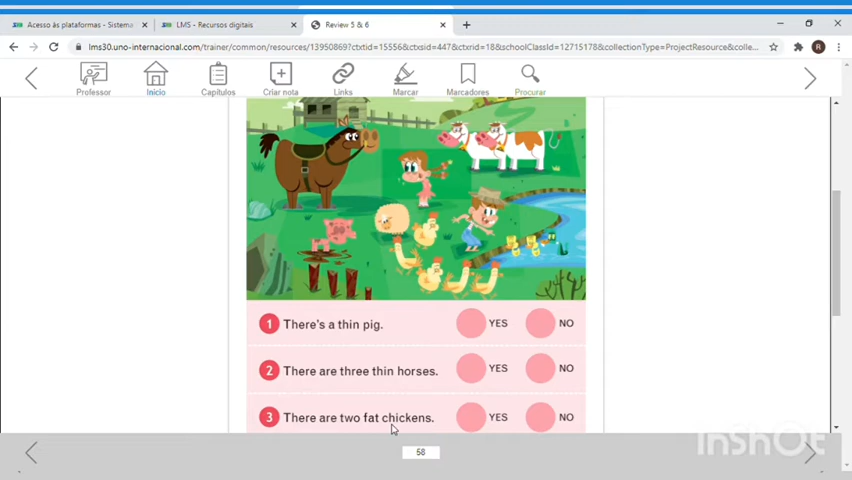 Acesso às plataformas - Sistema
LMS - Recursos digitais
Review 5 & 6
lms30.uno-internacional.com/trainer/common/resources/13950869?ctxtid=15556&ctxsid=447&ctxrid=18&schoolClassId=12715178&collectionType=ProjectResource&colle...
R
Professor
Início
Capítulos
Criar nota
Links
Marcar
Marcadores
Procurar
1 There's a thin pig. YES NO
2 There are three thin horses. YES NO
3 There are two fat chickens. YES NO
InShOt
58